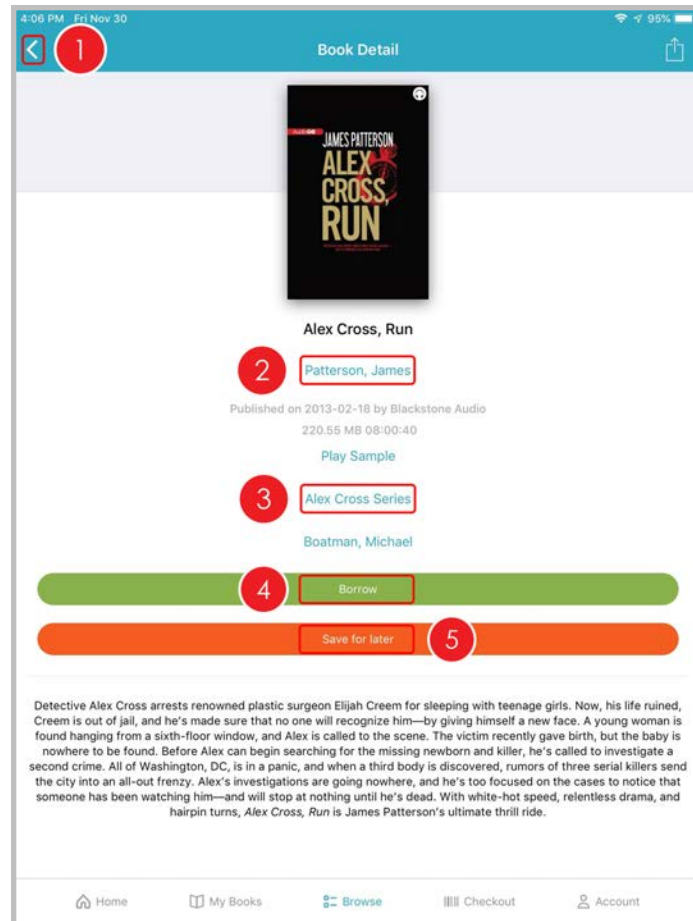 4:06 PM Fri Nov 30
95%
1
Book Detail
AUDIOGO
JAMES PATTERSON
ALEX
CROSS,
RUN
Alex Cross, Run
2
Patterson, James
Published on 2013-02-18 by Blackstone Audio
220.55 MB 08:00:40
Play Sample
3
Alex Cross Series
Boatman, Michael
4
Borrow
Save for later
5
Detective Alex Cross arrests renowned plastic surgeon Elijah Creem for sleeping with teenage girls. Now, his life ruined,
Creem is out of jail, and he's made sure that no one will recognize him—by giving himself a new face. A young woman is
found hanging from a sixth-floor window, and Alex is called to the scene. The victim recently gave birth, but the baby is
nowhere to be found. Before Alex can begin searching for the missing newborn and killer, he's called to investigate a
second crime. All of Washington, DC, is in a panic, and when a third body is discovered, rumors of three serial killers send
the city into an all-out frenzy. Alex's investigations are going nowhere, and he's too focused on the cases to notice that
someone has been watching him—and will stop at nothing until he's dead. With white-hot speed, relentless drama, and
hairpin turns, Alex Cross, Run is James Patterson's ultimate thrill ride.
Home
My Books
Browse
Checkout
Account